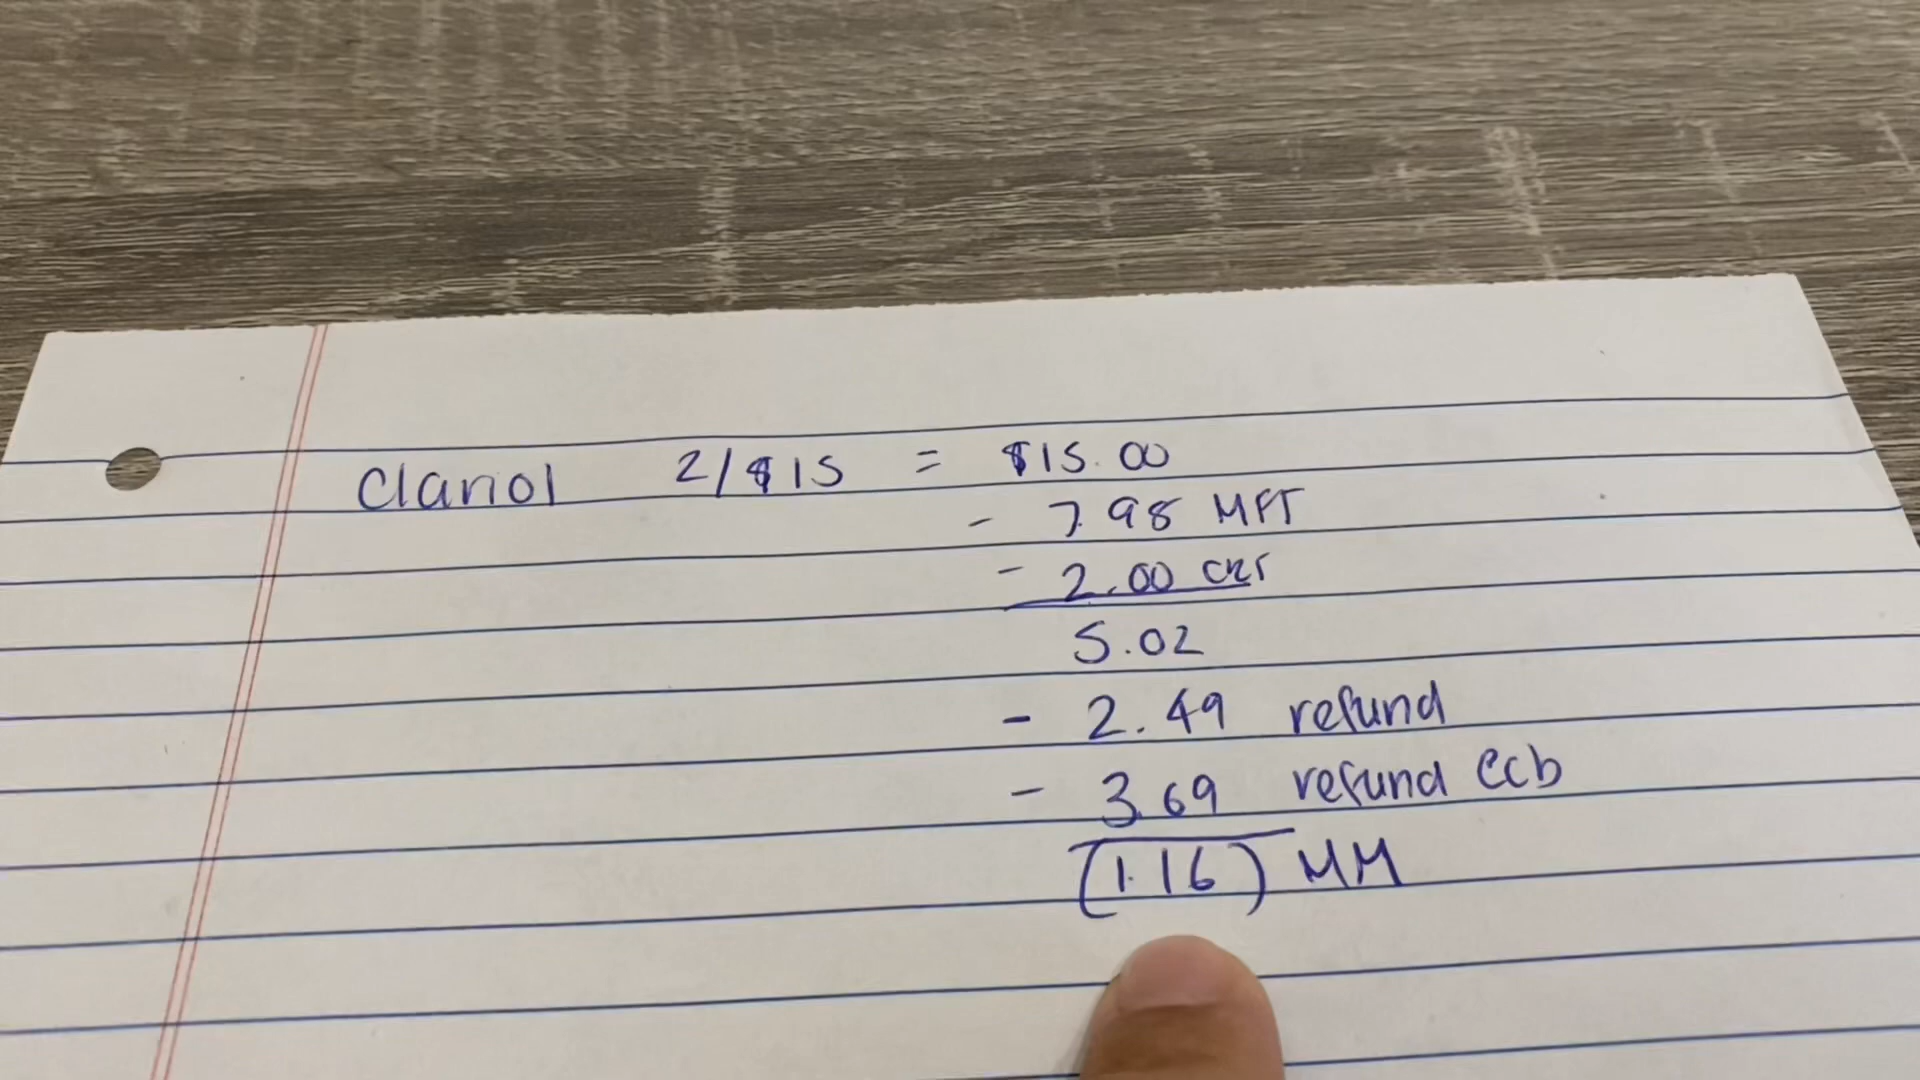 Clariol 2/$15 = $15.00
- 7.98 MFT
- 2.00 CRT
5.02
- 2.49 refund
- 3.69 refund ecb
(1.16) MM